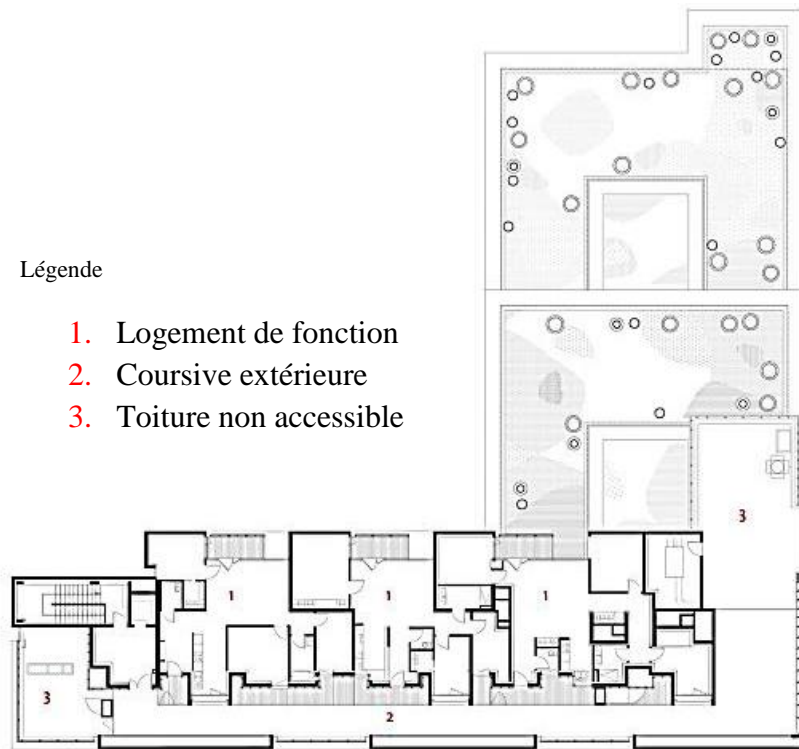 Légende
1. Logement de fonction
2. Coursive extérieure
3. Toiture non accessible
3
1
1
1
3
2